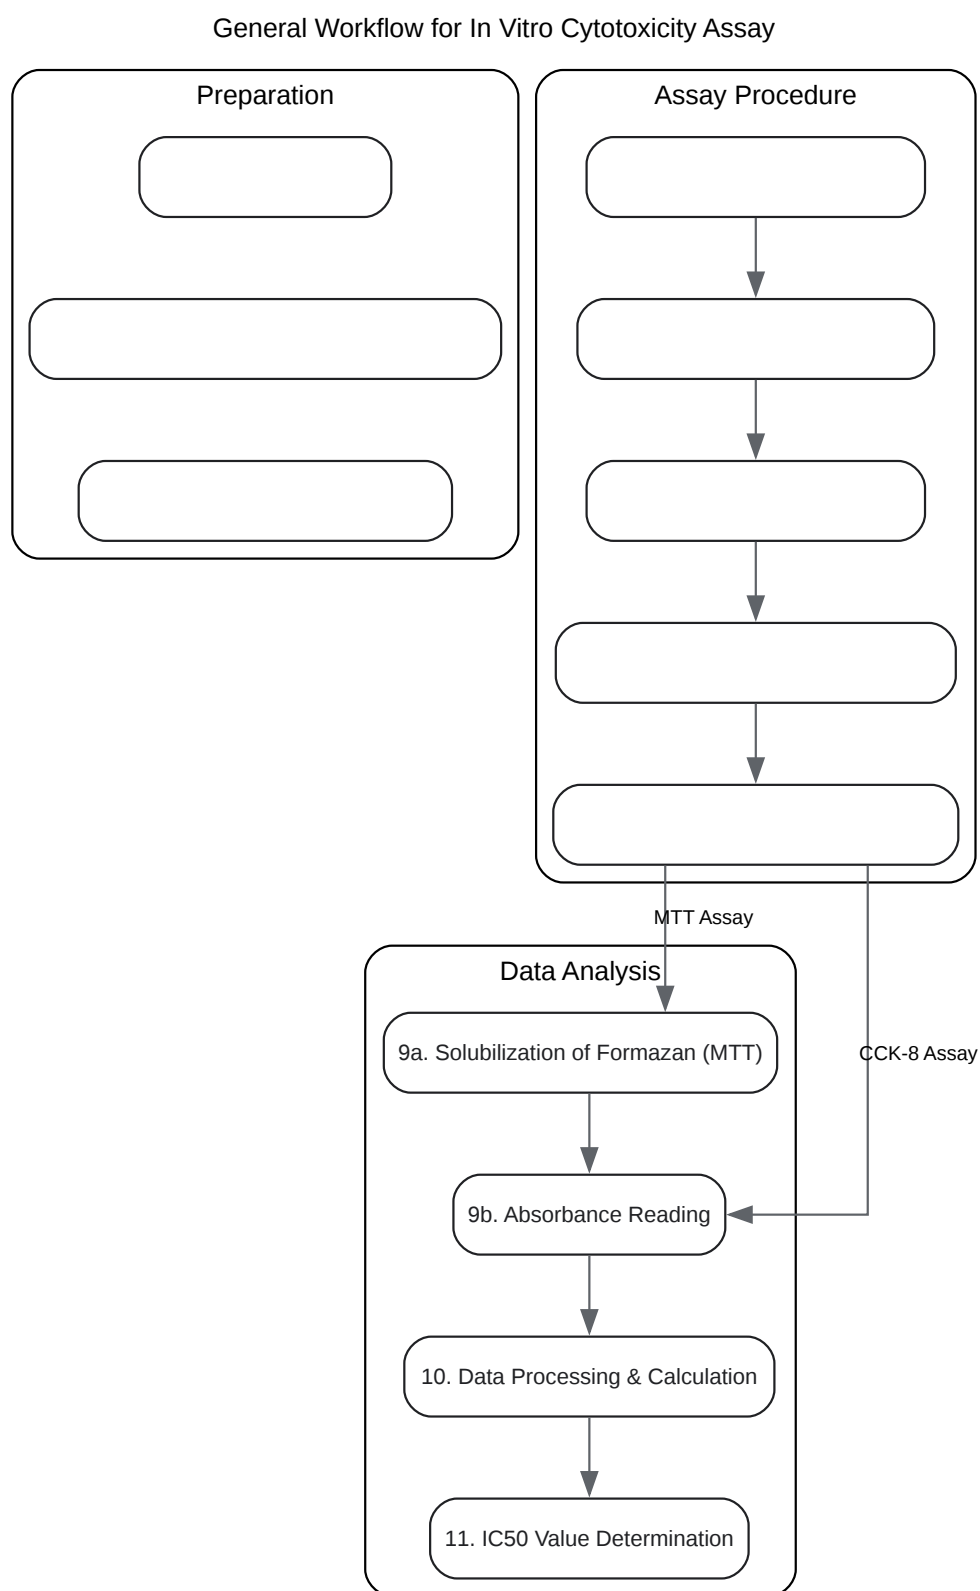 General Workflow for In Vitro Cytotoxicity Assay
Preparation
Assay Procedure
MTT Assay
Data Analysis
9a. Solubilization of Formazan (MTT)
CCK-8 Assay
9b. Absorbance Reading
10. Data Processing & Calculation
11. IC50 Value Determination